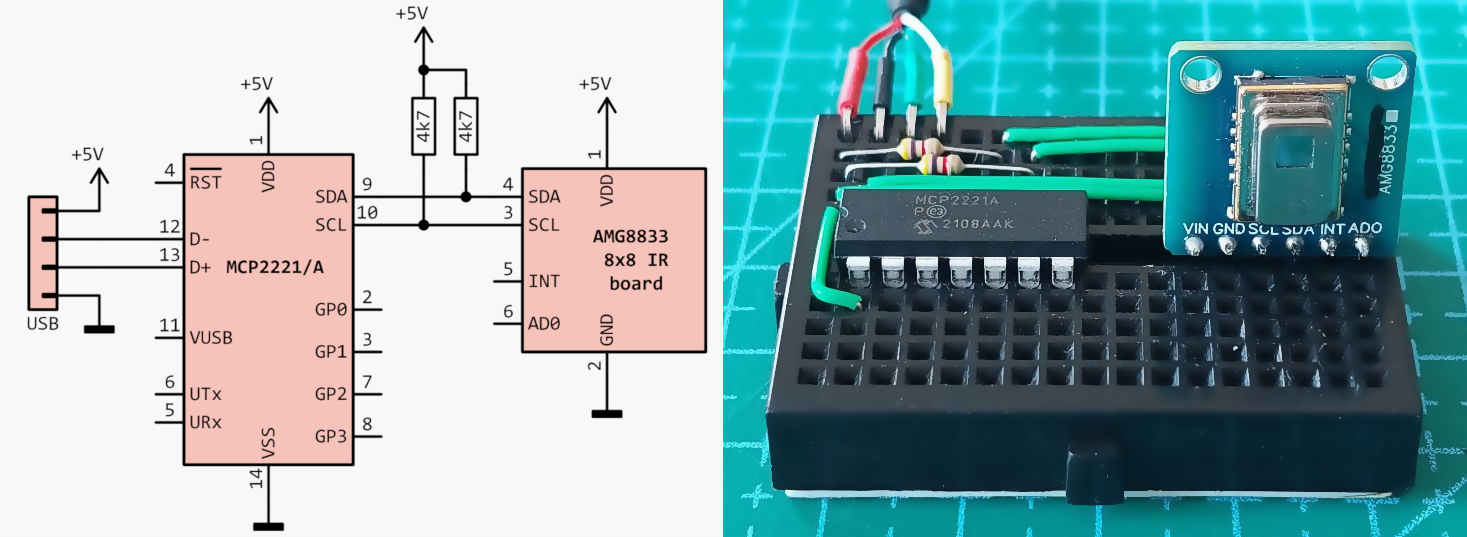 +5V
+5V
+5V
+5V
1
VDD
4
RST
12
D-
13
D+
MCP2221/A
11
VUSB
6
UTx
5
URx
VSS
14
9
SDA
10
SCL
2
GP0
3
GP1
7
GP2
8
GP3
USB
4k7
4k7
1
VDD
4
SDA
3
SCL
AMG8833
8x8 IR
board
5
INT
6
AD0
GND
2
MCP2221A
P e3
2108AAK
AMG8833
VIN GND SCL SDA INT ADO